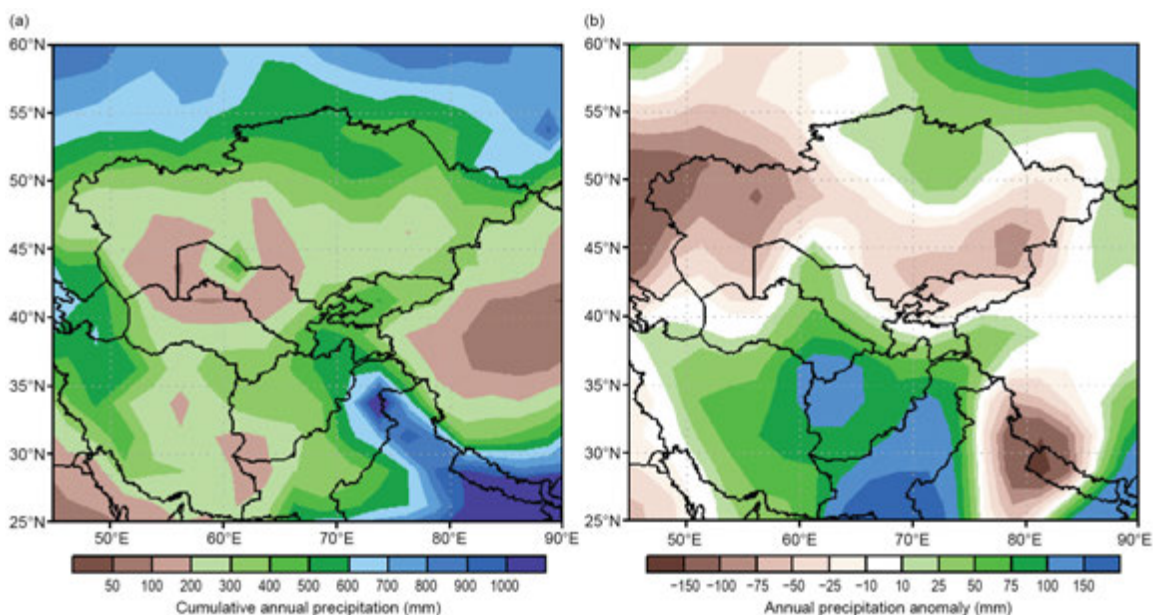 (a)
60°N
55°N
50°N
45°N
40°N
35°N
30°N
25°N
50°E 60°E 70°E 80°E 90°E
50 100 200 300 400 500 600 700 800 900 1000
Cumulative annual precipitation (mm)
(b)
60°N
55°N
50°N
45°N
40°N
35°N
30°N
25°N
50°E 60°E 70°E 80°E 90°E
−150 −100 −75 −50 −25 −10 10 25 50 75 100 150
Annual precipitation anomaly (mm)